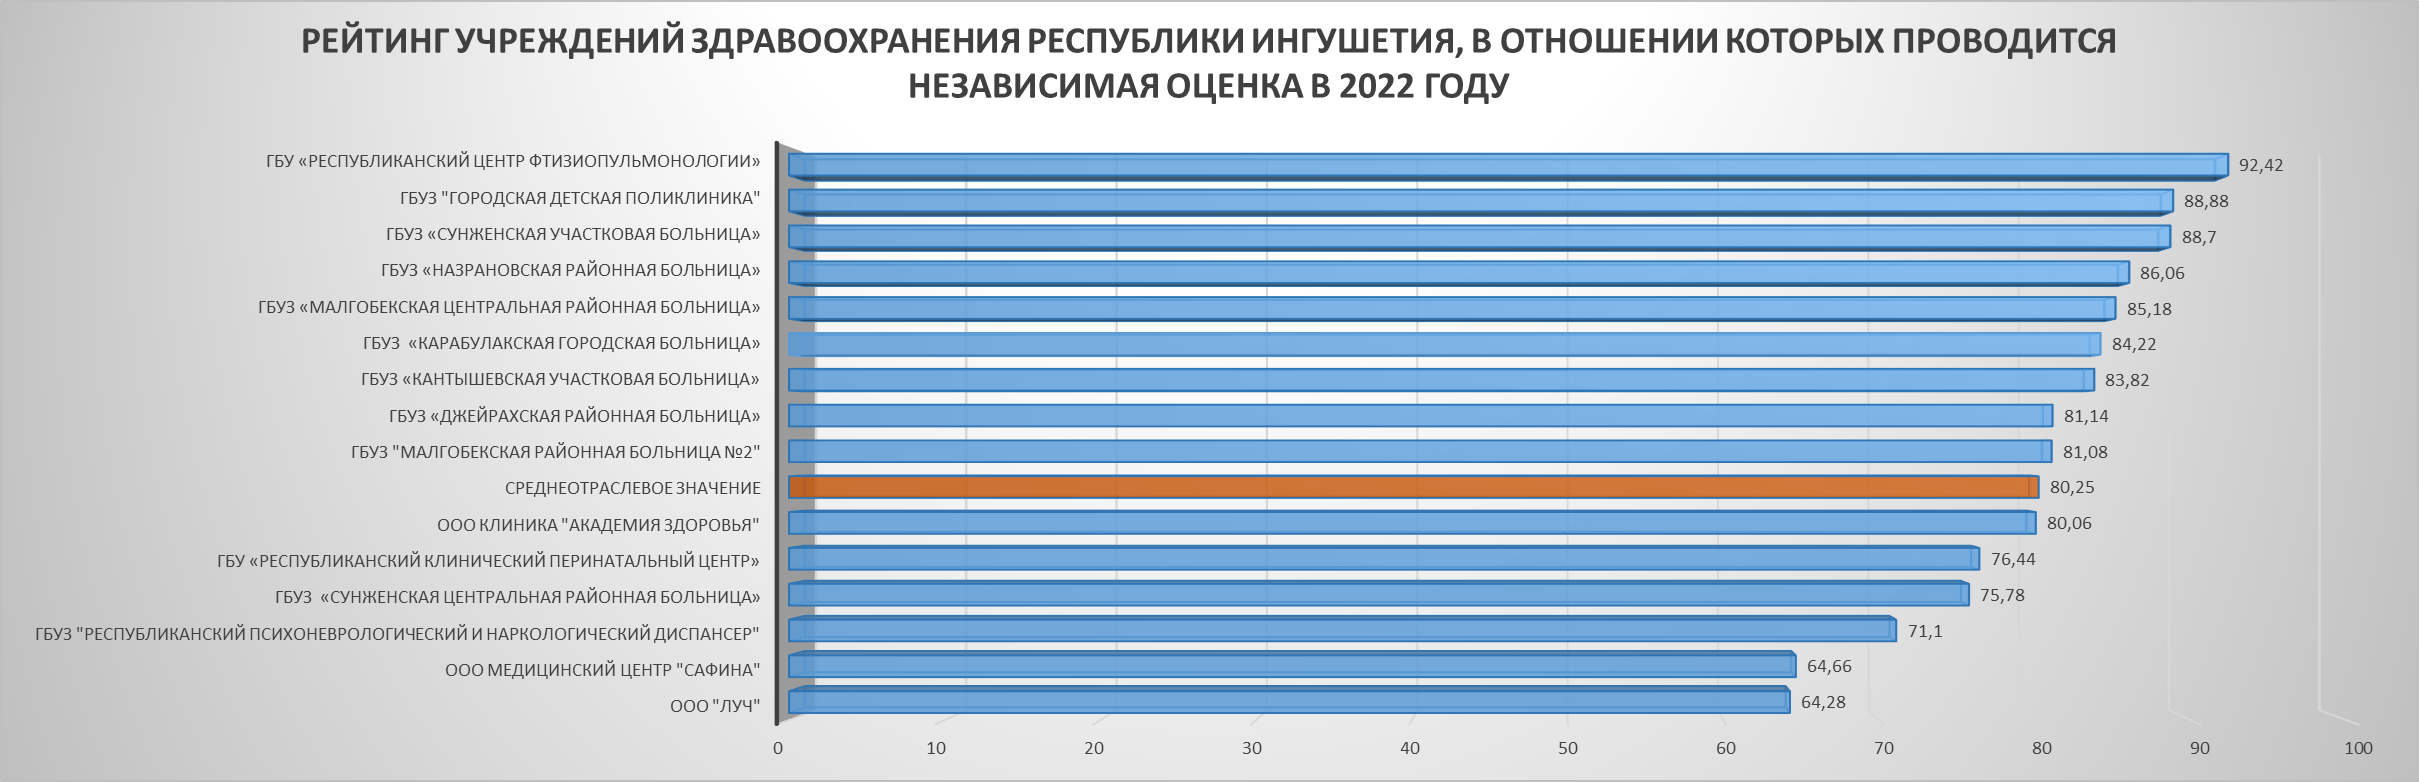 РЕЙТИНГ УЧРЕЖДЕНИЙ ЗДРАВООХРАНЕНИЯ РЕСПУБЛИКИ ИНГУШЕТИЯ, В ОТНОШЕНИИ КОТОРЫХ ПРОВОДИТСЯ
НЕЗАВИСИМАЯ ОЦЕНКА В 2022 ГОДУ
ГБУ «РЕСПУБЛИКАНСКИЙ ЦЕНТР ФТИЗИОПУЛЬМОНОЛОГИИ» 92,42
ГБУЗ "ГОРОДСКАЯ ДЕТСКАЯ ПОЛИКЛИНИКА" 88,88
ГБУЗ «СУНЖЕНСКАЯ УЧАСТКОВАЯ БОЛЬНИЦА» 88,7
ГБУЗ «НАЗРАНОВСКАЯ РАЙОННАЯ БОЛЬНИЦА» 86,06
ГБУЗ «МАЛГОБЕКСКАЯ ЦЕНТРАЛЬНАЯ РАЙОННАЯ БОЛЬНИЦА» 85,18
ГБУЗ «КАРАБУЛАКСКАЯ ГОРОДСКАЯ БОЛЬНИЦА» 84,22
ГБУЗ «КАНТЫШЕВСКАЯ УЧАСТКОВАЯ БОЛЬНИЦА» 83,82
ГБУЗ «ДЖЕЙРАХСКАЯ РАЙОННАЯ БОЛЬНИЦА» 81,14
ГБУЗ "МАЛГОБЕКСКАЯ РАЙОННАЯ БОЛЬНИЦА №2" 81,08
СРЕДНЕОТРАСЛЕВОЕ ЗНАЧЕНИЕ 80,25
ООО КЛИНИКА "АКАДЕМИЯ ЗДОРОВЬЯ" 80,06
ГБУ «РЕСПУБЛИКАНСКИЙ КЛИНИЧЕСКИЙ ПЕРИНАТАЛЬНЫЙ ЦЕНТР» 76,44
ГБУЗ «СУНЖЕНСКАЯ ЦЕНТРАЛЬНАЯ РАЙОННАЯ БОЛЬНИЦА» 75,78
ГБУЗ "РЕСПУБЛИКАНСКИЙ ПСИХОНЕВРОЛОГИЧЕСКИЙ И НАРКОЛОГИЧЕСКИЙ ДИСПАНСЕР" 71,1
ООО МЕДИЦИНСКИЙ ЦЕНТР "САФИНА" 64,66
ООО "ЛУЧ" 64,28
0 10 20 30 40 50 60 70 80 90 100